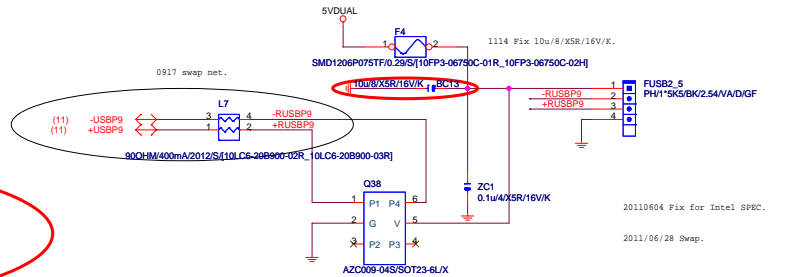 5VDUAL
F4
1 2
1114 Fix 10u/8/X5R/16V/K.
SMD1206P075TF/0.29/S/[10FP3-06750C-01R_10FP3-06750C-02H]
0917 swap net.
10u/8/X5R/16V/K BC13
FUSB2_5
PH/1*5K5/BK/2.54/VA/D/GF
1
-RUSBP9 2
+RUSBP9 3
4
L7
(11) -USBP9 3 4 -RUSBP9
(11) +USBP9 1 2 +RUSBP9
90OHM/400mA/2012/S/[10LC6-20B900-02R_10LC6-20B900-03R]
Q38
1 P1 P4 6
2 G V 5
3 P2 P3 4
AZC009-04S/SOT23-6L/X
ZC1
0.1u/4/X5R/16V/K
20110604 Fix for Intel SPEC.
2011/06/28 Swap.